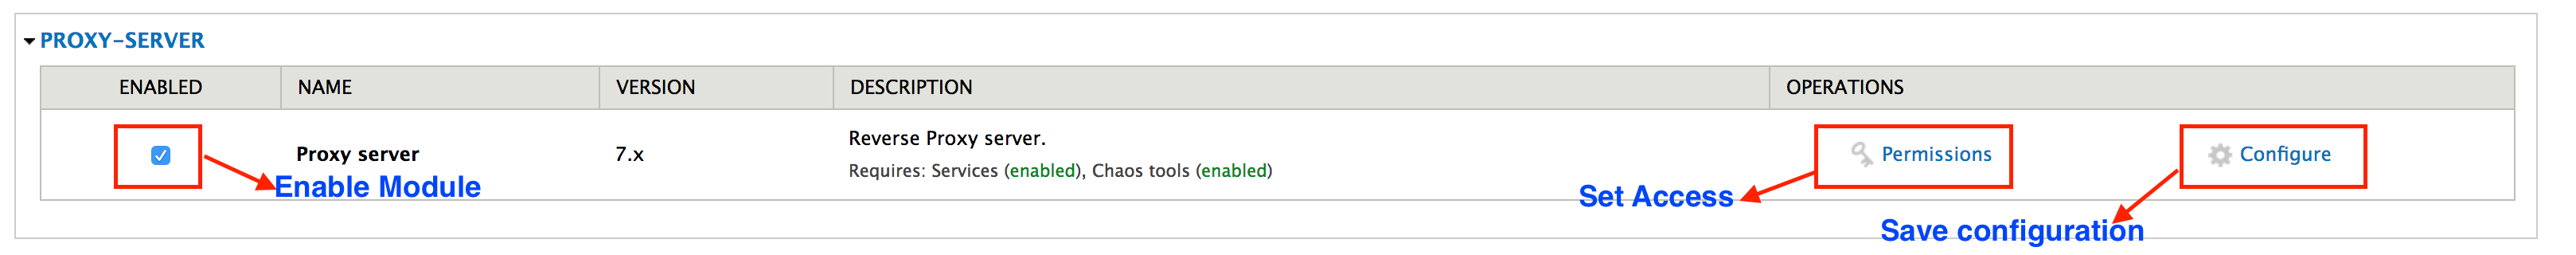 PROXY-SERVER
ENABLED NAME VERSION DESCRIPTION OPERATIONS
Proxy server 7.x Reverse Proxy server. Permissions Configure
Requires: Services (enabled), Chaos tools (enabled)
Enable Module
Set Access
Save configuration